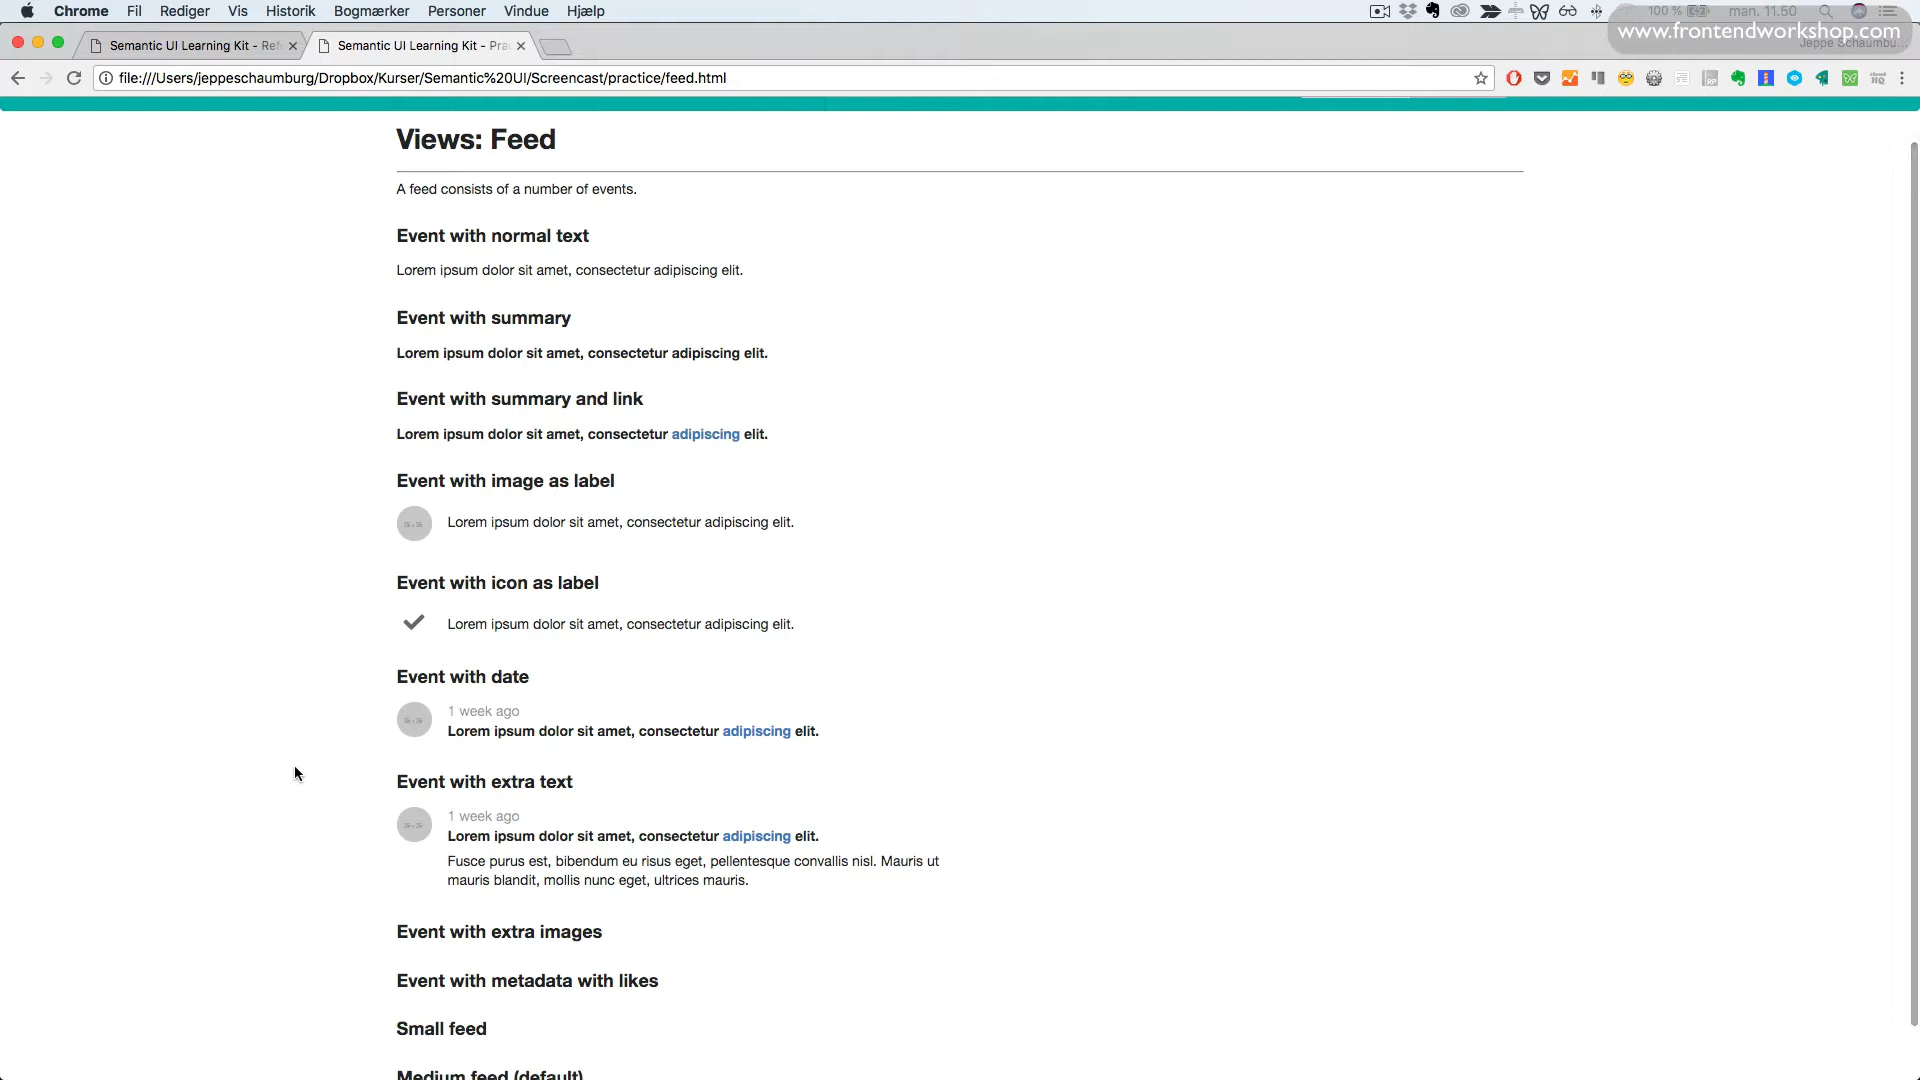 Chrome Fil Rediger Vis Historik Bogmærker Personer Vindue Hjælp 100 % man. 11.50
www.frontendworkshop.com
Jeppe Schaumbu...
Semantic UI Learning Kit - Ref
Semantic UI Learning Kit - Prac
file:///Users/jeppeschaumburg/Dropbox/Kurser/Semantic%20UI/Screencast/practice/feed.html
Views: Feed
A feed consists of a number of events.
Event with normal text
Lorem ipsum dolor sit amet, consectetur adipiscing elit.
Event with summary
Lorem ipsum dolor sit amet, consectetur adipiscing elit.
Event with summary and link
Lorem ipsum dolor sit amet, consectetur adipiscing elit.
Event with image as label
Lorem ipsum dolor sit amet, consectetur adipiscing elit.
Event with icon as label
Lorem ipsum dolor sit amet, consectetur adipiscing elit.
Event with date
1 week ago
Lorem ipsum dolor sit amet, consectetur adipiscing elit.
Event with extra text
1 week ago
Lorem ipsum dolor sit amet, consectetur adipiscing elit.
Fusce purus est, bibendum eu risus eget, pellentesque convallis nisl. Mauris ut
mauris blandit, mollis nunc eget, ultrices mauris.
Event with extra images
Event with metadata with likes
Small feed
Medium feed (default)